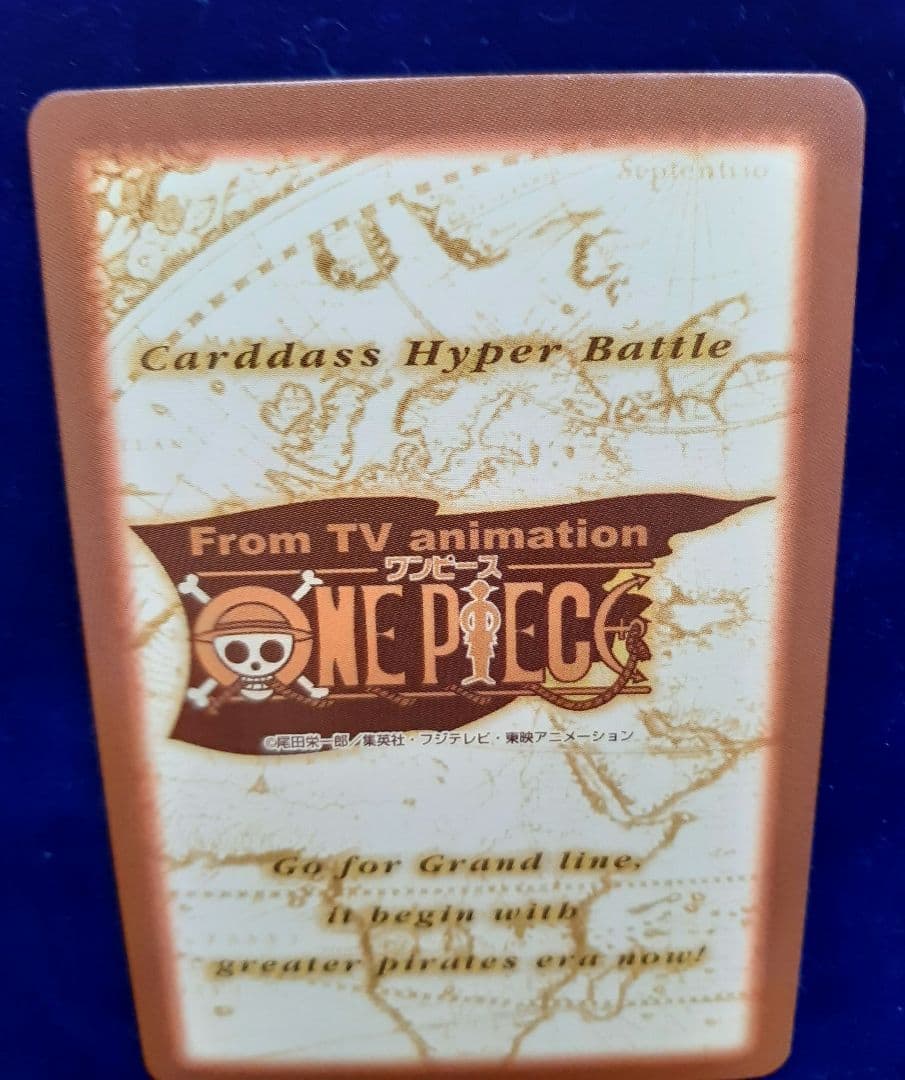 Septentrio
Carddass Hyper Battle
From TV animation
ワンピース
ONE PIECE
©尾田栄一郎／集英社・フジテレビ・東映アニメーション
Go for Grand line.
it begin with
greater pirates era now!